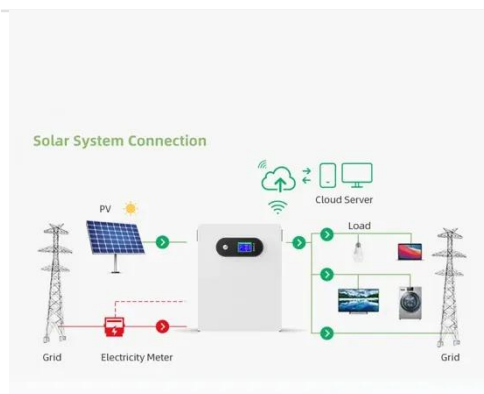 Solar System Connection
PV
Cloud Server
Load
Grid
Electricity Meter
Grid